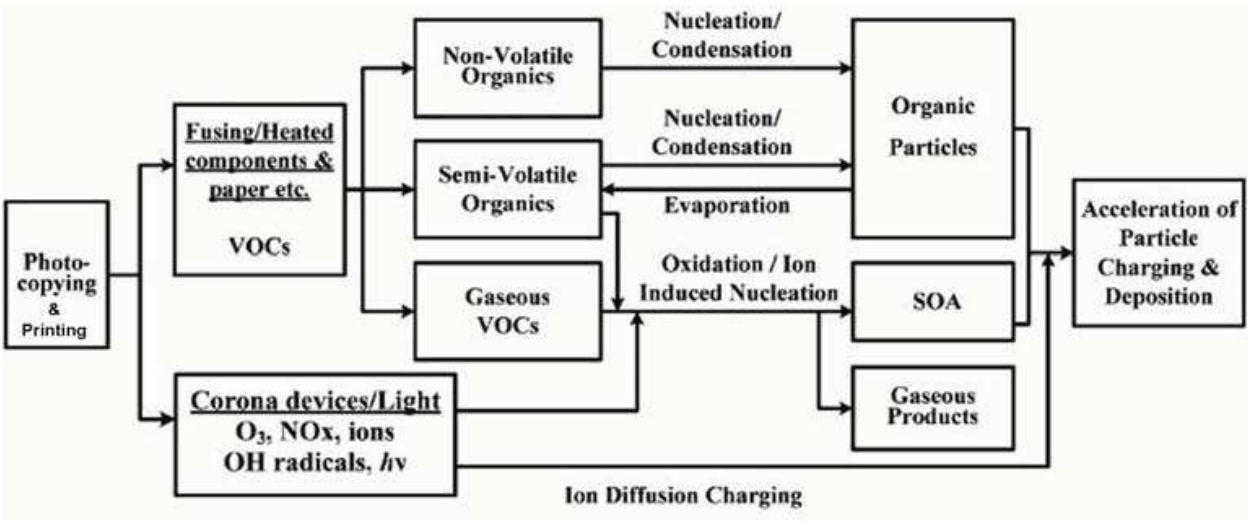 Photo-
copying
&
Printing
Fusing/Heated
components &
paper etc.
VOCs
Corona devices/Light
O₃, NOx, ions
OH radicals, hν
Non-Volatile
Organics
Semi-Volatile
Organics
Gaseous
VOCs
Nucleation/
Condensation
Nucleation/
Condensation
Evaporation
Oxidation / Ion
Induced Nucleation
Ion Diffusion Charging
Organic
Particles
SOA
Gaseous
Products
Acceleration of
Particle
Charging &
Deposition